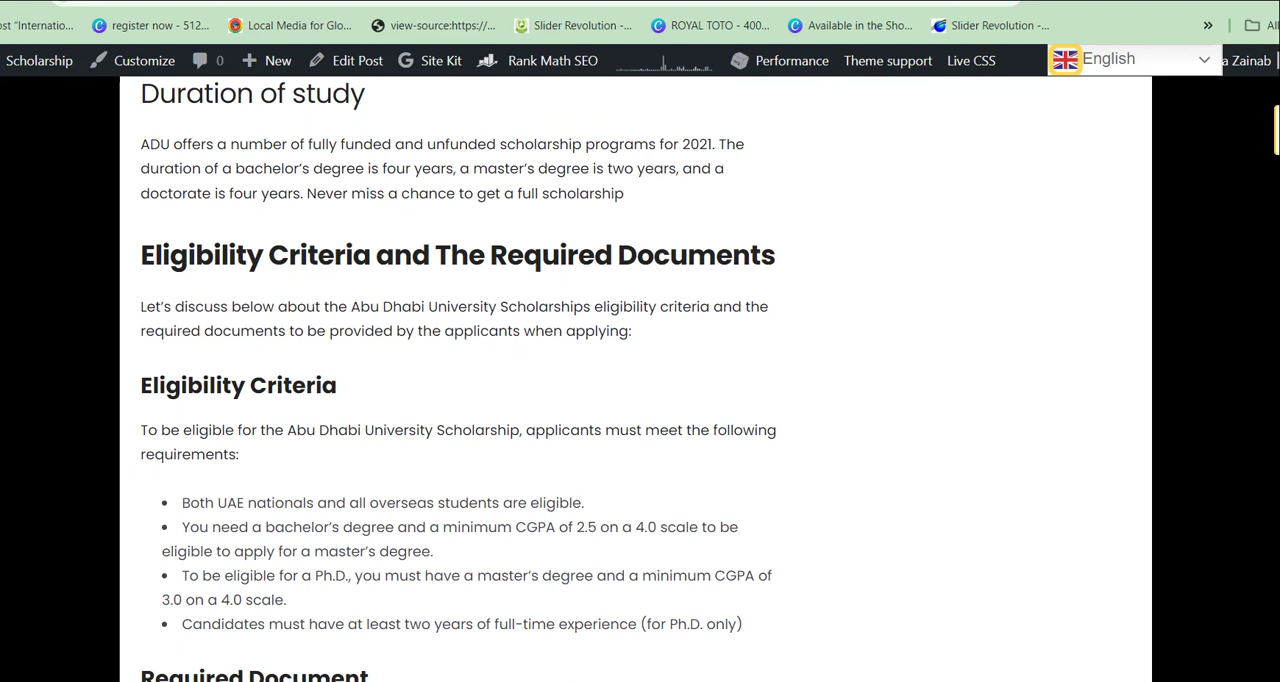 ost "Internatio...
register now - 512...
Local Media for Glo...
view-source:https://...
Slider Revolution -...
ROYAL TOTO - 400...
Available in the Sho...
Slider Revolution -...
»
All
Scholarship
Customize
0
New
Edit Post
Site Kit
Rank Math SEO
Performance
Theme support
Live CSS
English
a Zainab
Duration of study
ADU offers a number of fully funded and unfunded scholarship programs for 2021. The
duration of a bachelor's degree is four years, a master's degree is two years, and a
doctorate is four years. Never miss a chance to get a full scholarship
Eligibility Criteria and The Required Documents
Let's discuss below about the Abu Dhabi University Scholarships eligibility criteria and the
required documents to be provided by the applicants when applying:
Eligibility Criteria
To be eligible for the Abu Dhabi University Scholarship, applicants must meet the following
requirements:
• Both UAE nationals and all overseas students are eligible.
• You need a bachelor's degree and a minimum CGPA of 2.5 on a 4.0 scale to be
eligible to apply for a master's degree.
• To be eligible for a Ph.D., you must have a master's degree and a minimum CGPA of
3.0 on a 4.0 scale.
• Candidates must have at least two years of full-time experience (for Ph.D. only)
Required Document